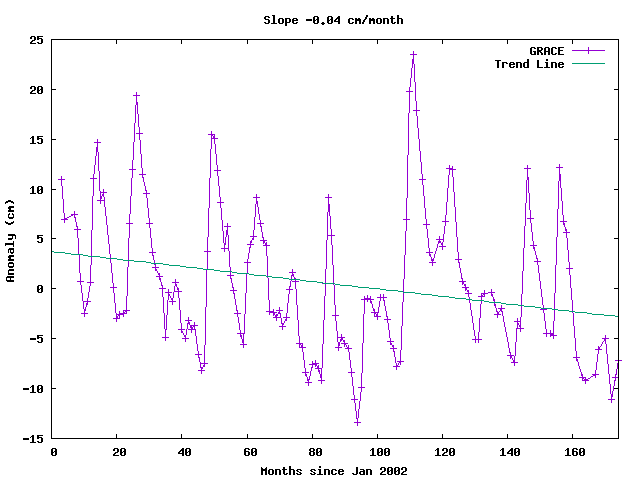 Slope -0.04 cm/month
GRACE
Trend Line
25
20
15
10
5
0
-5
-10
-15
Anomaly (cm)
0 20 40 60 80 100 120 140 160
Months since Jan 2002